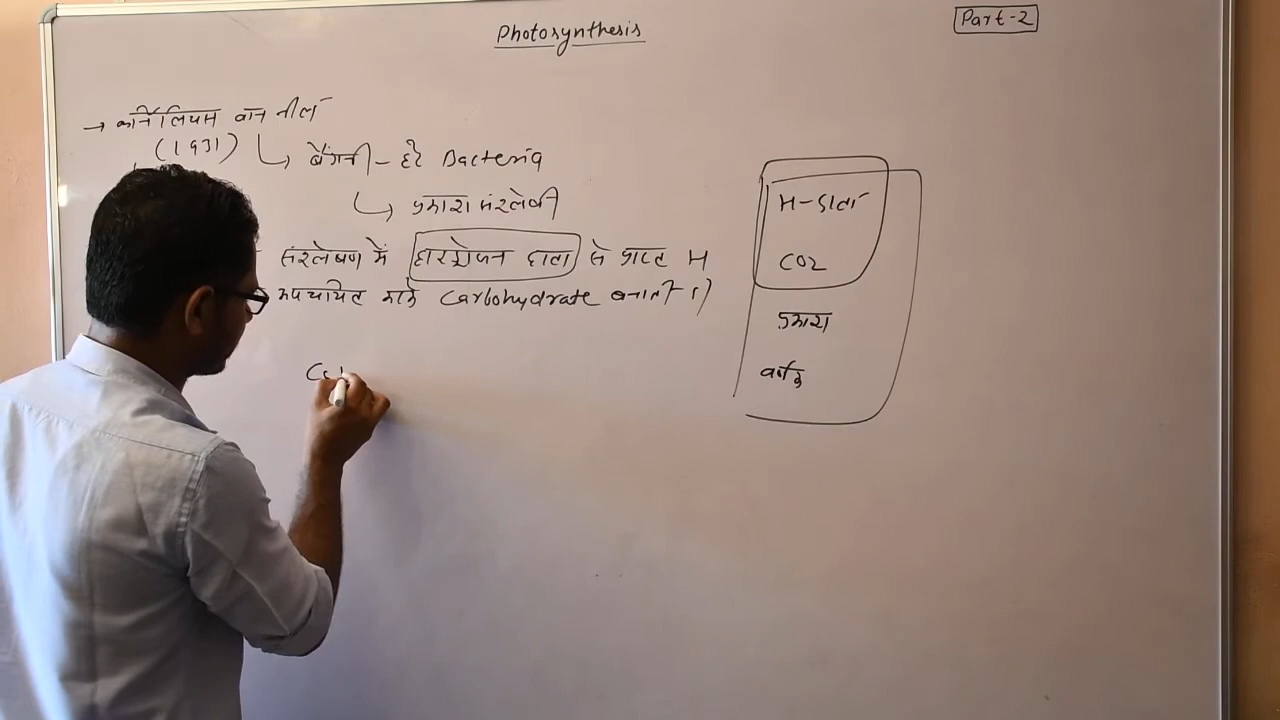 Photosynthesis
Part-2
→ कॉर्नेलियस वान नील
(1931) ↳ बैंगनी - हरे Bacteria
↳ प्रकाश संश्लेषी
संश्लेषण में हाइड्रोजन दाता से प्राप्त H
अपचयित करके Carbohydrate बनाती।
H-दाता
CO2
प्रकाश
वर्णक